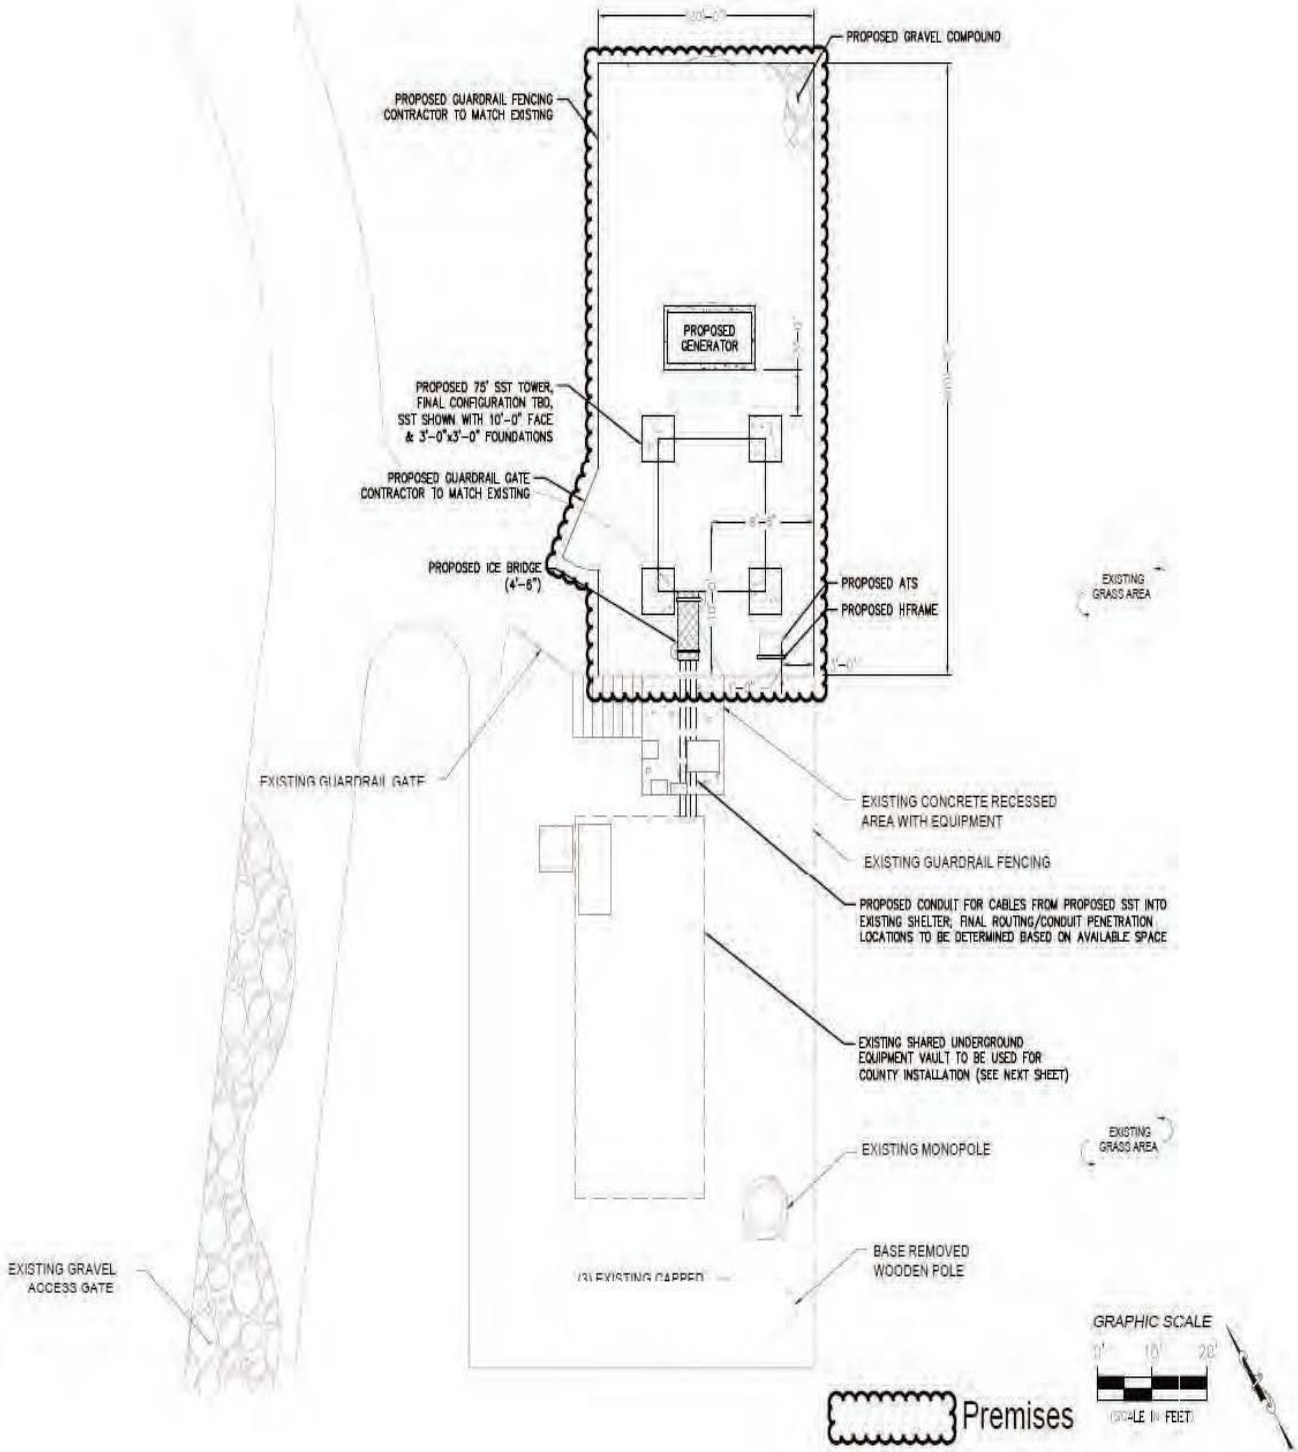 PROPOSED GRAVEL COMPOUND
PROPOSED GUARDRAIL FENCING
CONTRACTOR TO MATCH EXISTING
PROPOSED
GENERATOR
PROPOSED 75' SST TOWER,
FINAL CONFIGURATION TBD,
SST SHOWN WITH 10'-0" FACE
& 3'-0"x3'-0" FOUNDATIONS
PROPOSED GUARDRAIL GATE
CONTRACTOR TO MATCH EXISTING
PROPOSED ICE BRIDGE
(4'-6")
PROPOSED ATS
PROPOSED HFRAME
EXISTING
GRASS AREA
EXISTING GUARDRAIL GATE
EXISTING CONCRETE RECESSED
AREA WITH EQUIPMENT
EXISTING GUARDRAIL FENCING
PROPOSED CONDUIT FOR CABLES FROM PROPOSED SST INTO
EXISTING SHELTER; FINAL ROUTING/CONDUIT PENETRATION
LOCATIONS TO BE DETERMINED BASED ON AVAILABLE SPACE
EXISTING SHARED UNDERGROUND
EQUIPMENT VAULT TO BE USED FOR
COUNTY INSTALLATION (SEE NEXT SHEET)
EXISTING MONOPOLE
EXISTING
GRASS AREA
BASE REMOVED
WOODEN POLE
(3) EXISTING CAPPED
EXISTING GRAVEL
ACCESS GATE
GRAPHIC SCALE
0' 10' 20'
(SCALE IN FEET)
Premises